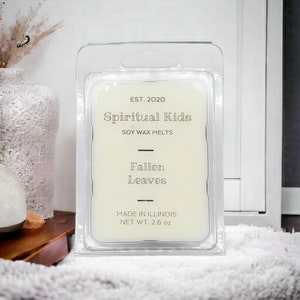 EST. 2020
Spiritual Kids
SOY WAX MELTS
Fallen
Leaves
MADE IN ILLINOIS
NET WT. 2.6 oz